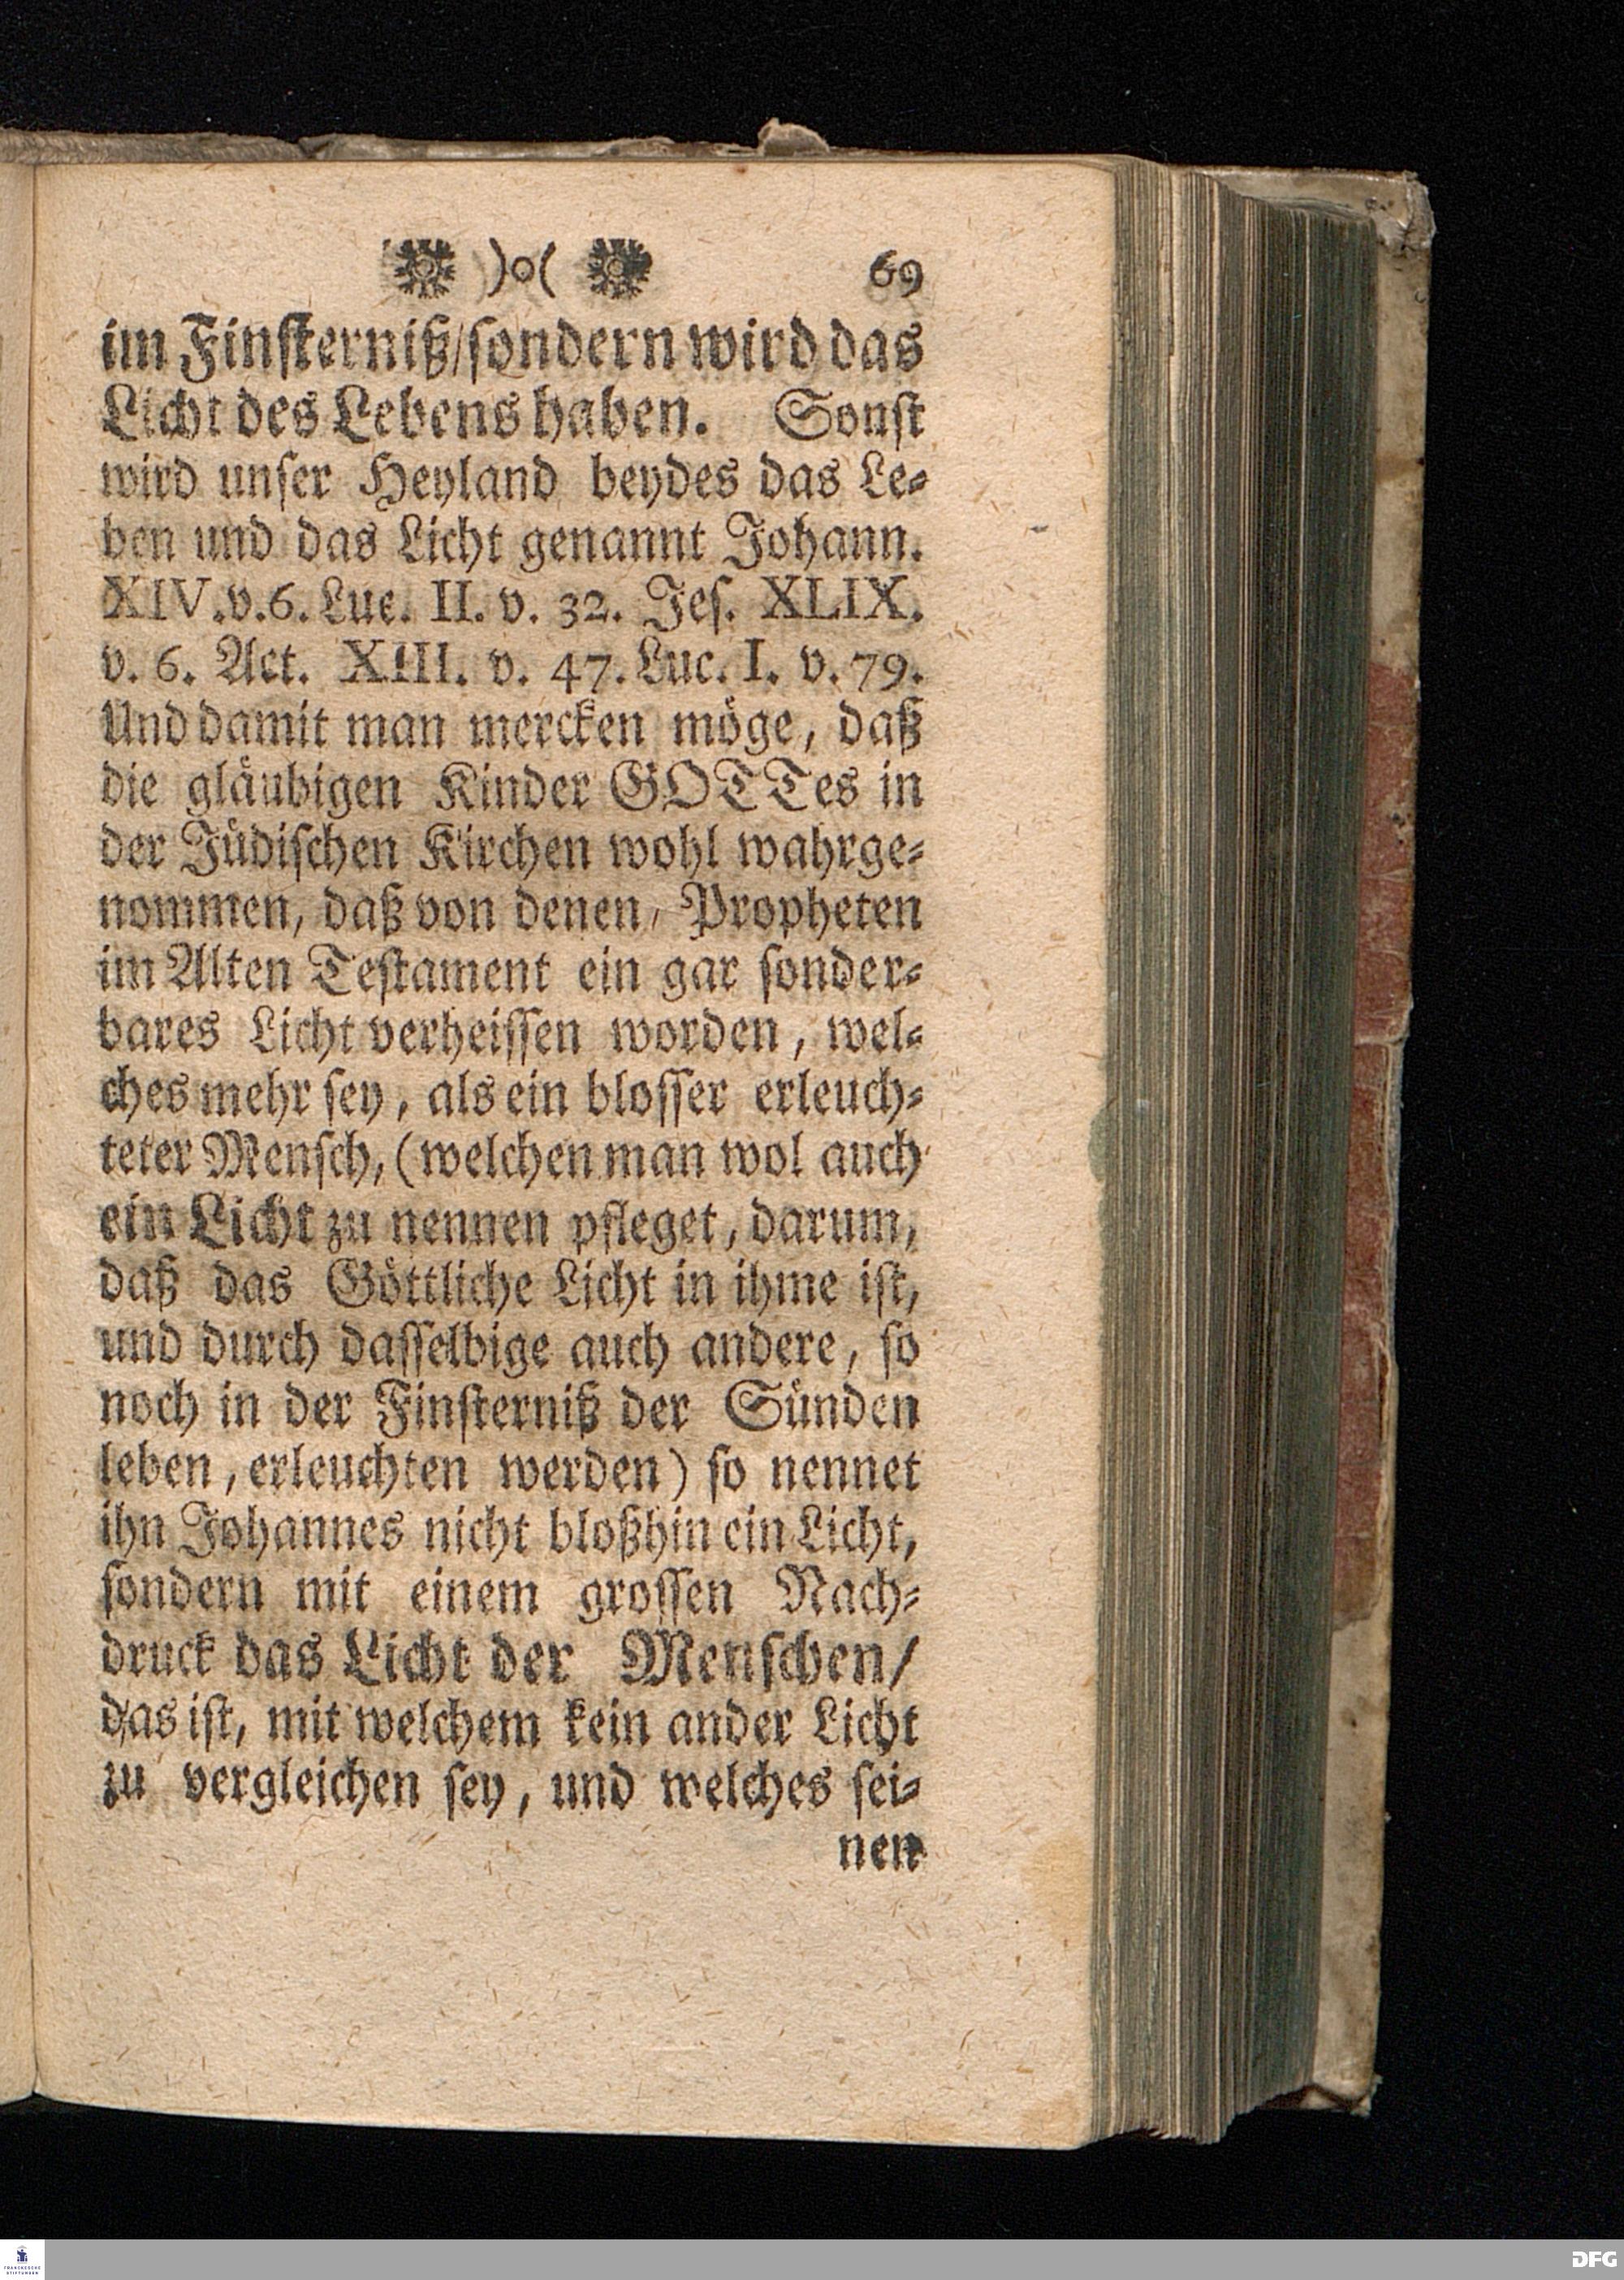 )o( 69
im Finsterniß/sondern wird das
Licht des Lebens haben. Sonst
wird unser Heyland beydes das Le-
ben und das Licht genannt Johann.
XIV.v.6. Luc. II. v. 32. Jes. XLIX.
v. 6. Act. XIII. v. 47. Luc. I. v. 79.
Und damit man mercken möge, daß
die gläubigen Kinder GOTTes in
der Jüdischen Kirchen wohl wahrge-
nommen, daß von denen, Propheten
im Alten Testament ein gar sonder-
bares Licht verheissen worden, wel-
ches mehr sey, als ein blosser erleuch-
teter Mensch, (welchen man wol auch
ein Licht zu nennen pfleget, darum,
daß das Göttliche Licht in ihme ist,
und durch dasselbige auch andere, so
noch in der Finsterniß der Sünden
leben, erleuchten werden) so nennet
ihn Johannes nicht bloßhin ein Licht,
sondern mit einem grossen Nach-
druck das Licht der Menschen/
das ist, mit welchem kein ander Licht
zu vergleichen sey, und welches sei-
nen
FRANCKESCHE
STIFTUNGEN
DFG